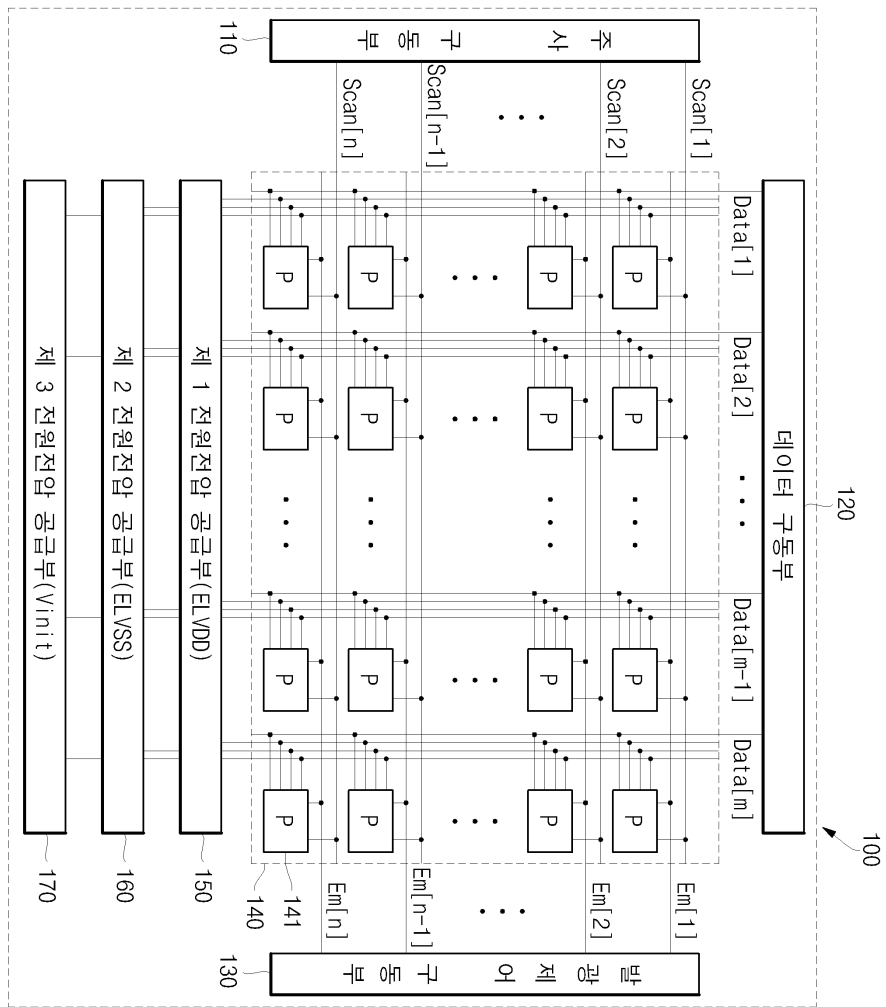 100
120
데이터 구동부
Data[1]
Data[2]
Data[m-1]
Data[m]
주사 구동부
110
Scan[1]
Scan[2]
Scan[n-1]
Scan[n]
P P P P
P P P P
P P P P
P P P P
Em[1]
Em[2]
Em[n-1]
Em[n]
발광제어 구동부
130
141
140
제 1 전원전압 공급부(ELVDD)
150
제 2 전원전압 공급부(ELVSS)
160
제 3 전원전압 공급부(Vinit)
170